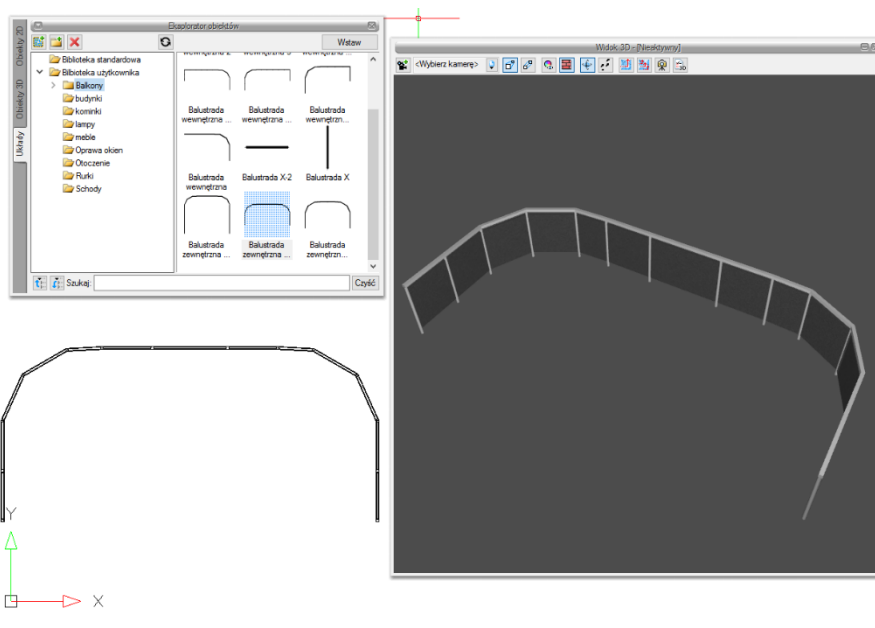 Eksplorator obiektów
Wstaw
Obiekty 2D
Obiekty 3D
Układy
Biblioteka standardowa
Bilbioteka użytkownika
Balkony
budynki
kominki
lampy
meble
Oprawa okien
Otoczenie
Rurki
Schody
Balustrada
wewnętrzna ...
Balustrada
wewnętrzna ...
Balustrada
wewnętrzn...
Balustrada
wewnętrzna
Balustrada X-2
Balustrada X
Balustrada
zewnętrzna ...
Balustrada
zewnętrzna ...
Balustrada
zewnętrzn...
Szukaj:
Czyść
Widok 3D - [Nieaktywny]
<Wybierz kamerę>
3D
Y
X